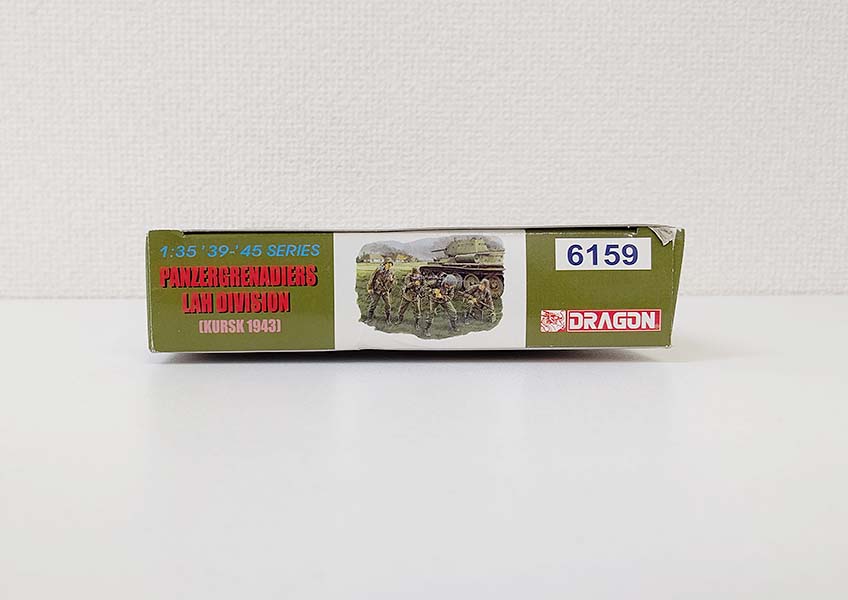 1:35 '39-'45 SERIES
PANZERGRENADIERS
LAH DIVISION
(KURSK 1943)
6159
DRAGON